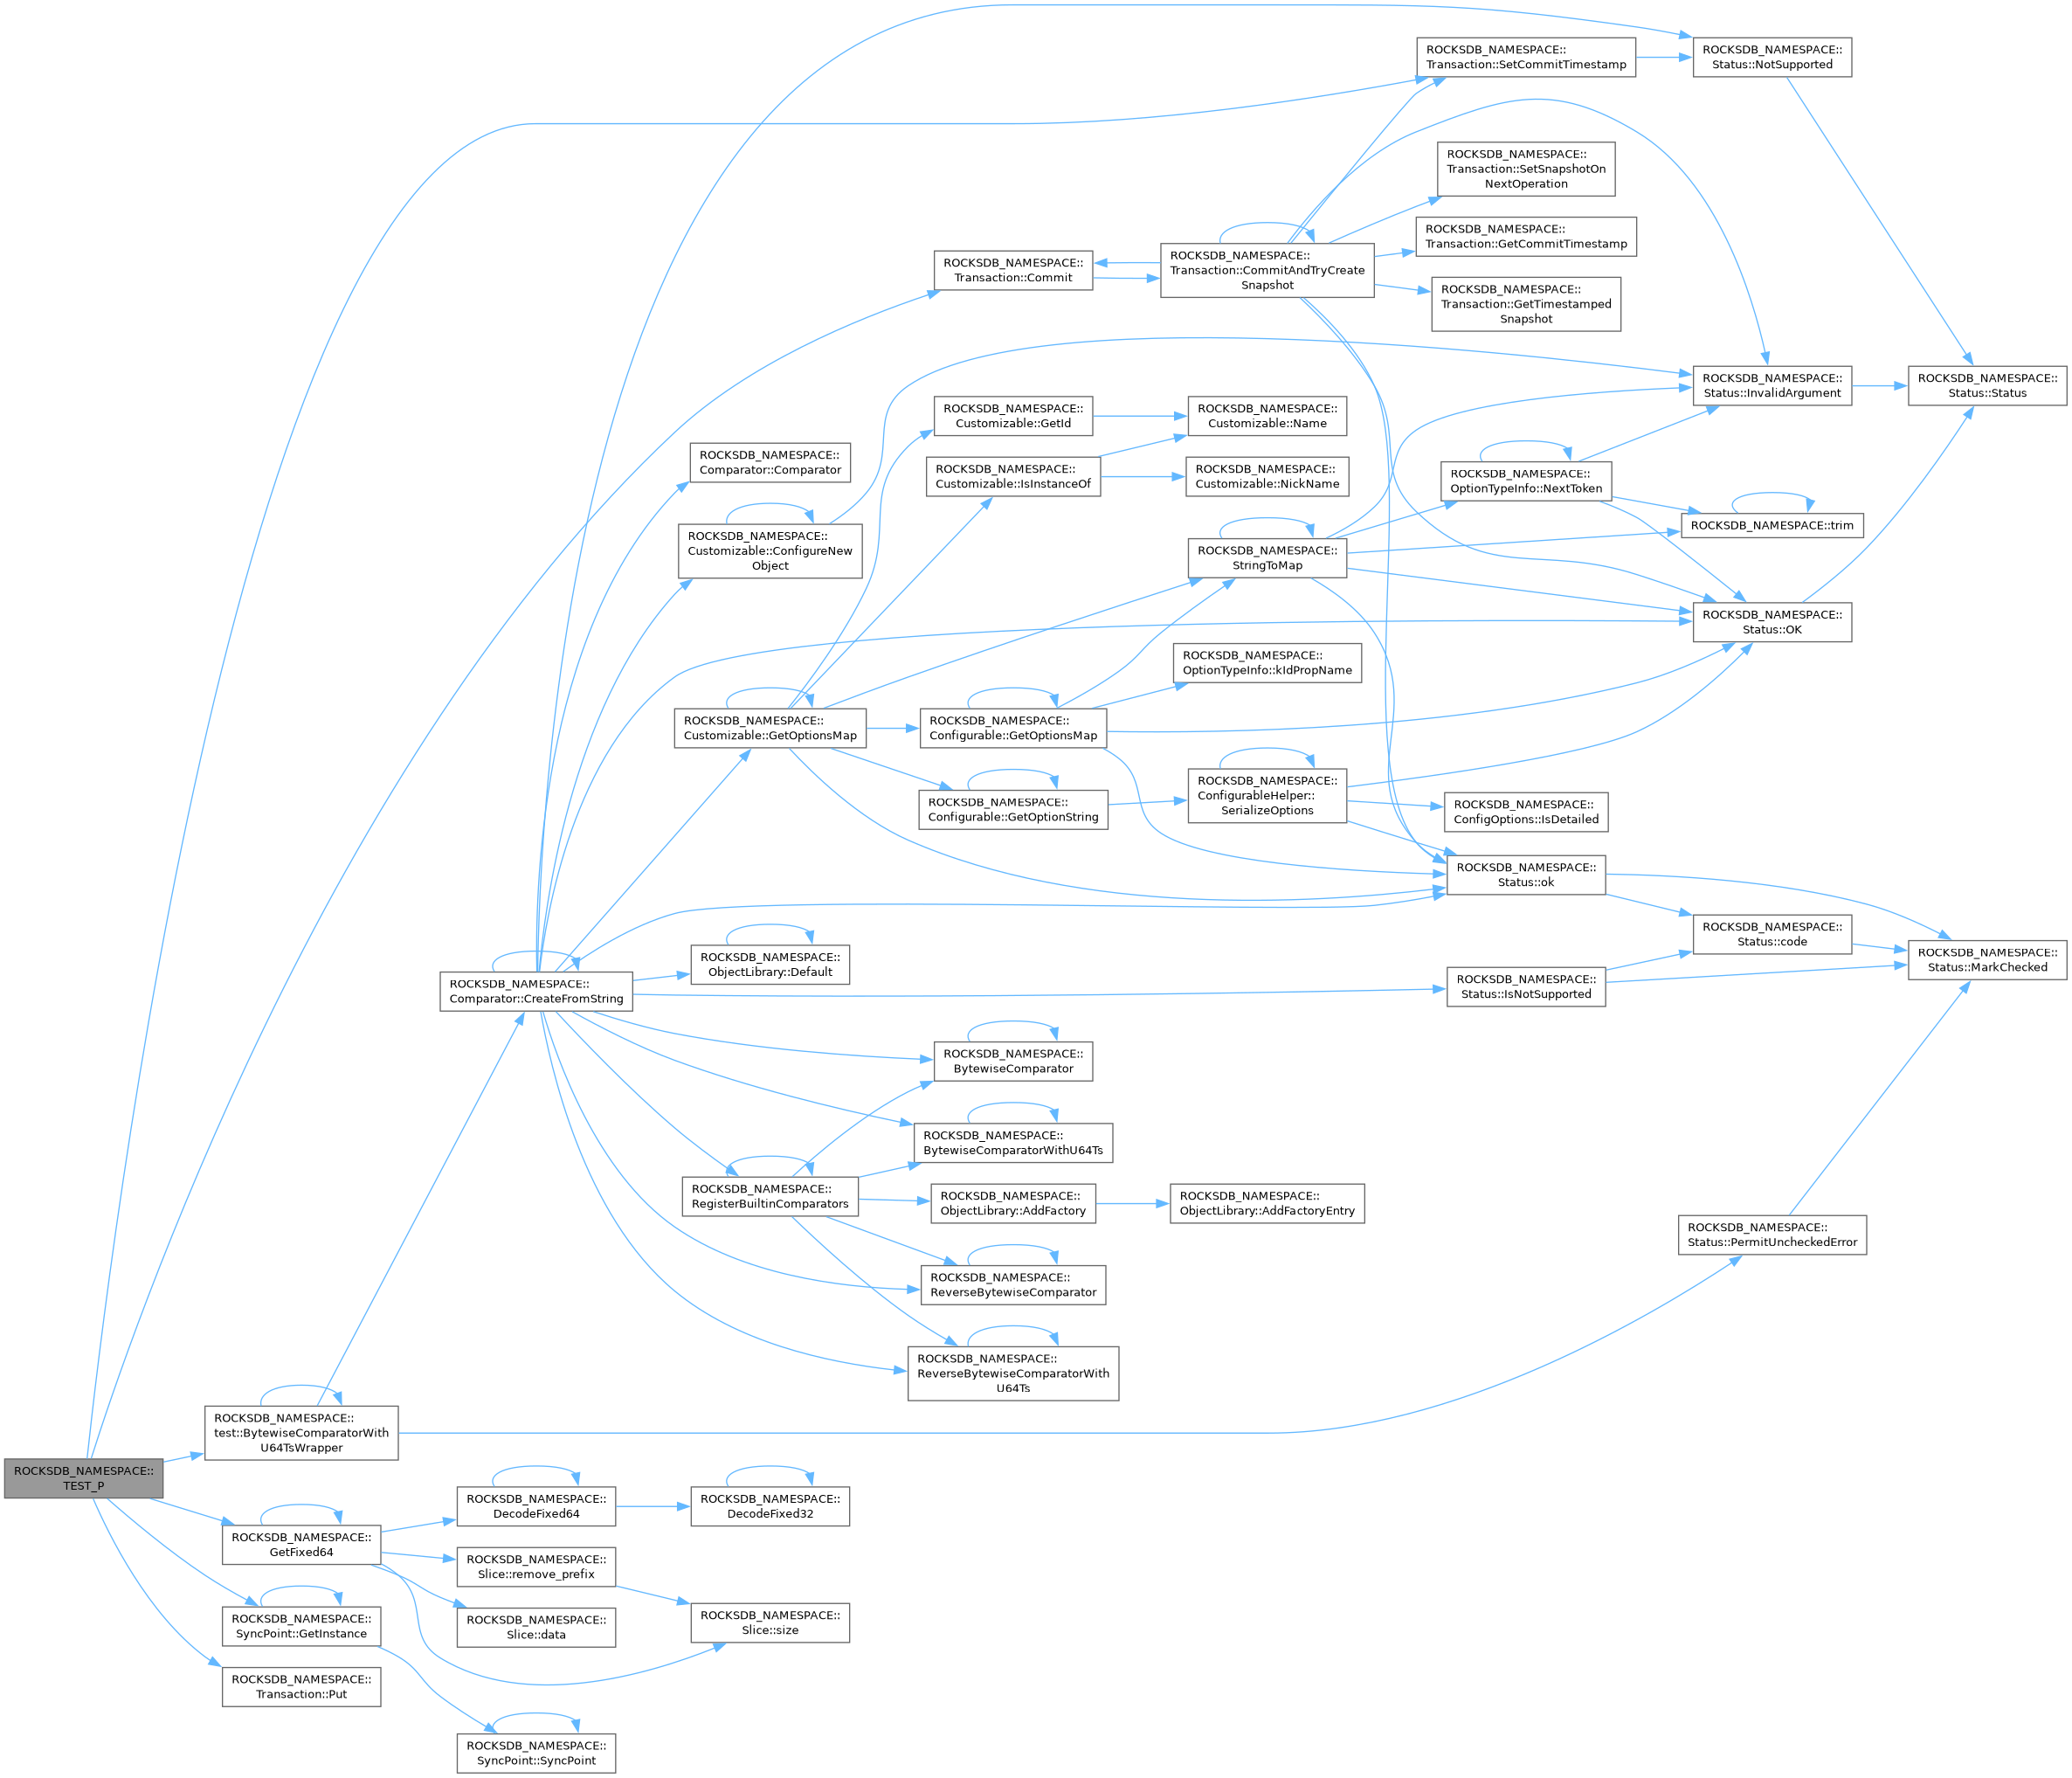 ROCKSDB_NAMESPACE::
TEST_P
ROCKSDB_NAMESPACE::
test::BytewiseComparatorWith
U64TsWrapper
ROCKSDB_NAMESPACE::
GetFixed64
ROCKSDB_NAMESPACE::
SyncPoint::GetInstance
ROCKSDB_NAMESPACE::
Transaction::Put
ROCKSDB_NAMESPACE::
Comparator::CreateFromString
ROCKSDB_NAMESPACE::
DecodeFixed64
ROCKSDB_NAMESPACE::
Slice::remove_prefix
ROCKSDB_NAMESPACE::
Slice::data
ROCKSDB_NAMESPACE::
SyncPoint::SyncPoint
ROCKSDB_NAMESPACE::
Comparator::Comparator
ROCKSDB_NAMESPACE::
Customizable::ConfigureNew
Object
ROCKSDB_NAMESPACE::
Customizable::GetOptionsMap
ROCKSDB_NAMESPACE::
ObjectLibrary::Default
ROCKSDB_NAMESPACE::
RegisterBuiltinComparators
ROCKSDB_NAMESPACE::
DecodeFixed32
ROCKSDB_NAMESPACE::
Slice::size
ROCKSDB_NAMESPACE::
Transaction::Commit
ROCKSDB_NAMESPACE::
Customizable::GetId
ROCKSDB_NAMESPACE::
Customizable::IsInstanceOf
ROCKSDB_NAMESPACE::
Configurable::GetOptionsMap
ROCKSDB_NAMESPACE::
Configurable::GetOptionString
ROCKSDB_NAMESPACE::
BytewiseComparator
ROCKSDB_NAMESPACE::
BytewiseComparatorWithU64Ts
ROCKSDB_NAMESPACE::
ObjectLibrary::AddFactory
ROCKSDB_NAMESPACE::
ReverseBytewiseComparator
ROCKSDB_NAMESPACE::
ReverseBytewiseComparatorWith
U64Ts
ROCKSDB_NAMESPACE::
Transaction::CommitAndTryCreate
Snapshot
ROCKSDB_NAMESPACE::
Customizable::Name
ROCKSDB_NAMESPACE::
Customizable::NickName
ROCKSDB_NAMESPACE::
StringToMap
ROCKSDB_NAMESPACE::
OptionTypeInfo::kIdPropName
ROCKSDB_NAMESPACE::
ConfigurableHelper::
SerializeOptions
ROCKSDB_NAMESPACE::
ObjectLibrary::AddFactoryEntry
ROCKSDB_NAMESPACE::
Transaction::SetCommitTimestamp
ROCKSDB_NAMESPACE::
Transaction::SetSnapshotOn
NextOperation
ROCKSDB_NAMESPACE::
Transaction::GetCommitTimestamp
ROCKSDB_NAMESPACE::
Transaction::GetTimestamped
Snapshot
ROCKSDB_NAMESPACE::
OptionTypeInfo::NextToken
ROCKSDB_NAMESPACE::
ConfigOptions::IsDetailed
ROCKSDB_NAMESPACE::
Status::ok
ROCKSDB_NAMESPACE::
Status::IsNotSupported
ROCKSDB_NAMESPACE::
Status::NotSupported
ROCKSDB_NAMESPACE::
Status::InvalidArgument
ROCKSDB_NAMESPACE::trim
ROCKSDB_NAMESPACE::
Status::OK
ROCKSDB_NAMESPACE::
Status::code
ROCKSDB_NAMESPACE::
Status::PermitUncheckedError
ROCKSDB_NAMESPACE::
Status::Status
ROCKSDB_NAMESPACE::
Status::MarkChecked